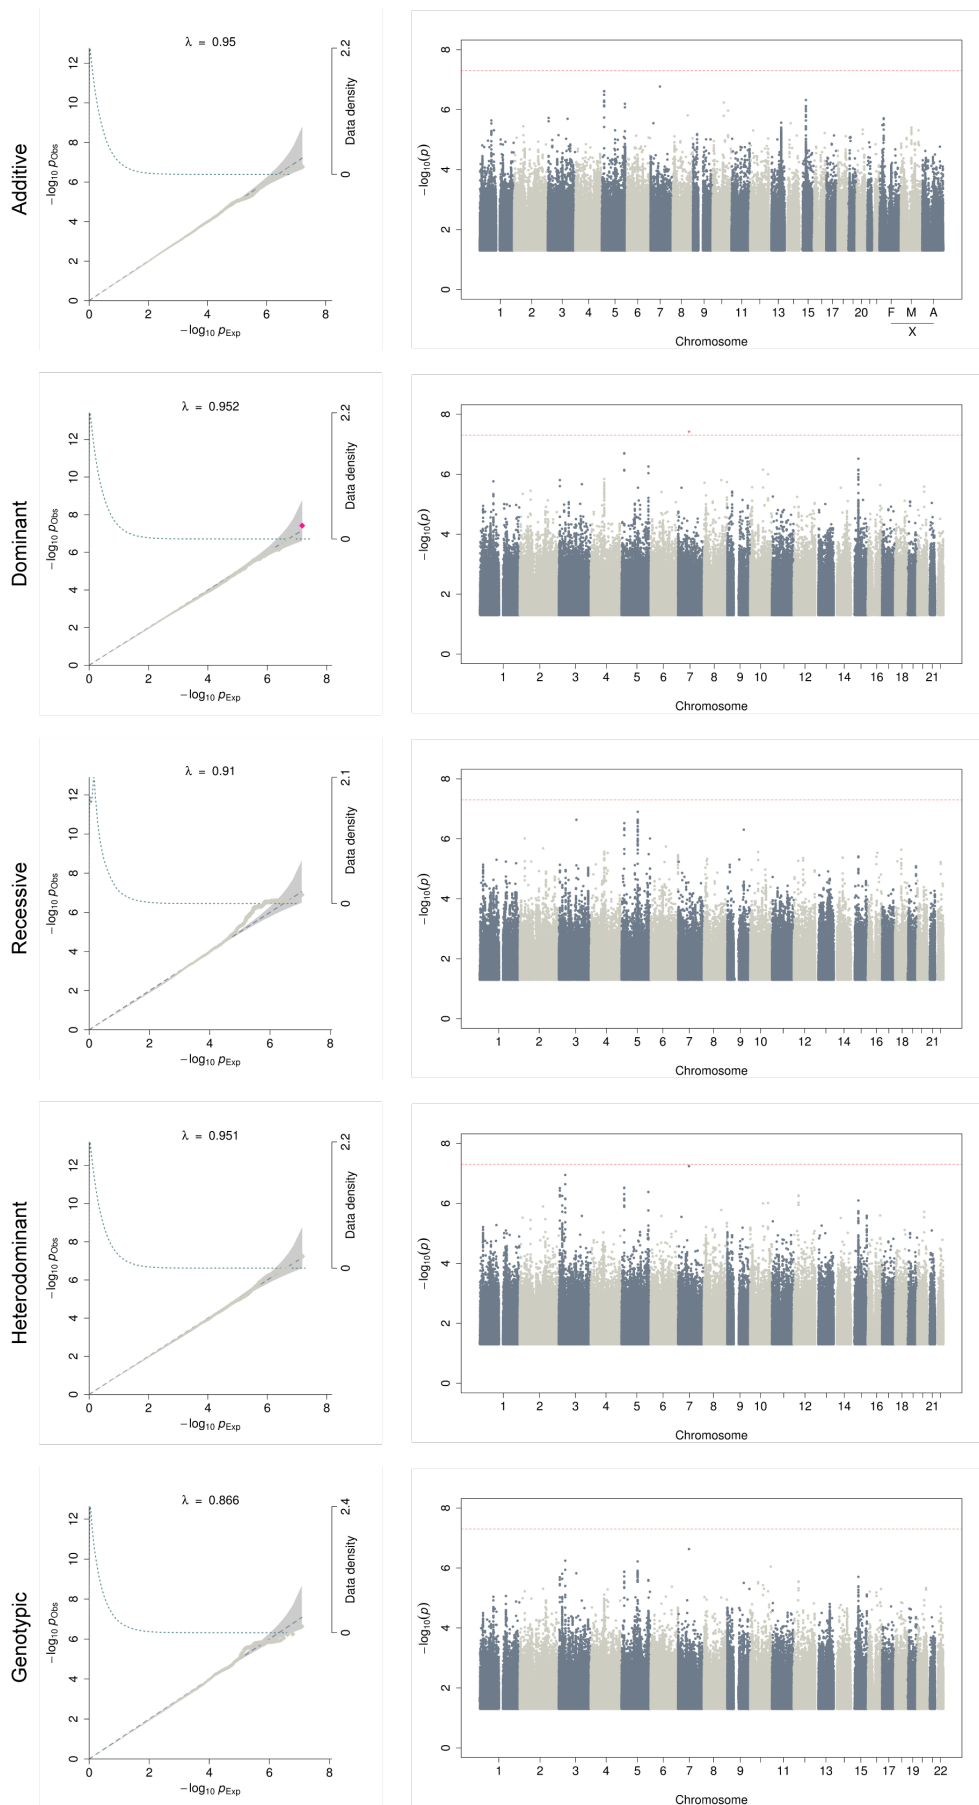 Additive
λ = 0.95
−log10 pObs
0 2 4 6 8 10 12
Data density
0 2.2
0 2 4 6 8
−log10 pExp
−log10(p)
0 2 4 6 8
1 2 3 4 5 6 7 8 9 11 13 15 17 20 F M A
X
Chromosome
Dominant
λ = 0.952
−log10 pObs
0 2 4 6 8 10 12
Data density
0 2.2
0 2 4 6 8
−log10 pExp
−log10(p)
0 2 4 6 8
1 2 3 4 5 6 7 8 9 10 12 14 16 18 21
Chromosome
Recessive
λ = 0.91
−log10 pObs
0 2 4 6 8 10 12
Data density
0 2.1
0 2 4 6 8
−log10 pExp
−log10(p)
0 2 4 6 8
1 2 3 4 5 6 7 8 9 10 12 14 16 18 21
Chromosome
Heterodominant
λ = 0.951
−log10 pObs
0 2 4 6 8 10 12
Data density
0 2.2
0 2 4 6 8
−log10 pExp
−log10(p)
0 2 4 6 8
1 2 3 4 5 6 7 8 9 10 12 14 16 18 21
Chromosome
Genotypic
λ = 0.866
−log10 pObs
0 2 4 6 8 10 12
Data density
0 2.4
0 2 4 6 8
−log10 pExp
−log10(p)
0 2 4 6 8
1 2 3 4 5 6 7 8 9 11 13 15 17 19 22
Chromosome